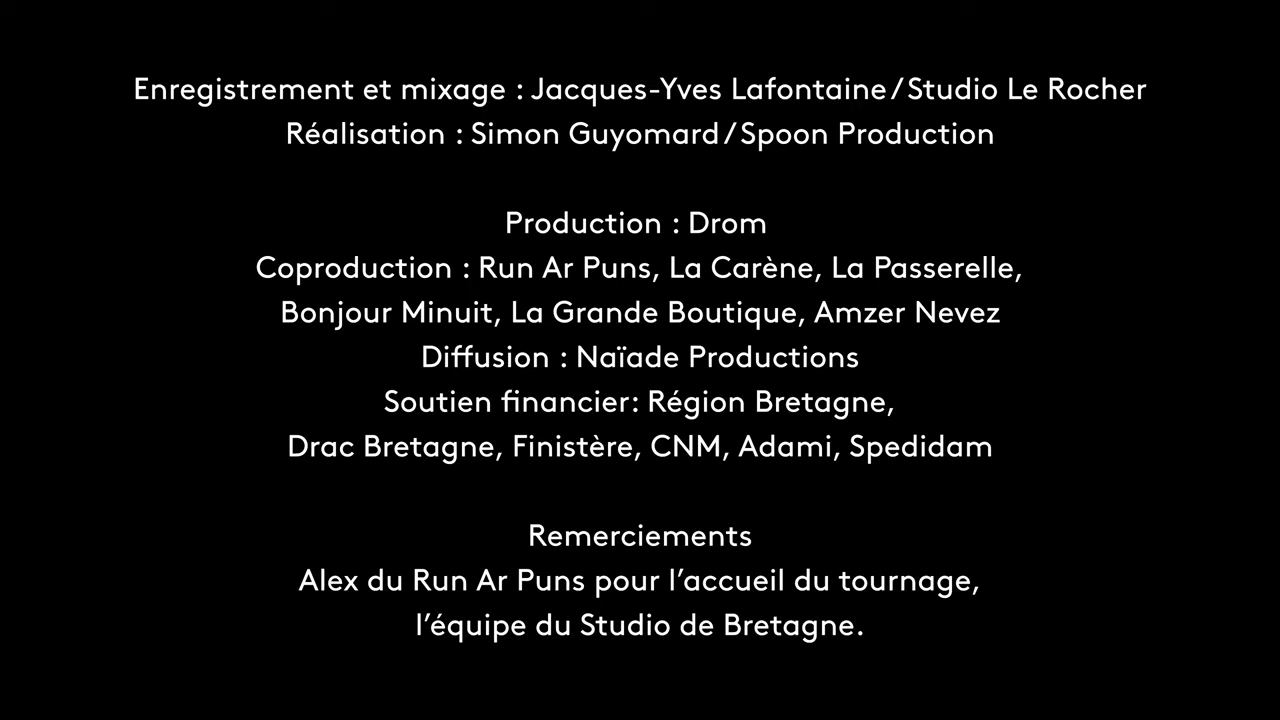 Enregistrement et mixage : Jacques-Yves Lafontaine / Studio Le Rocher
Réalisation : Simon Guyomard / Spoon Production
Production : Drom
Coproduction : Run Ar Puns, La Carène, La Passerelle,
Bonjour Minuit, La Grande Boutique, Amzer Nevez
Diffusion : Naïade Productions
Soutien financier: Région Bretagne,
Drac Bretagne, Finistère, CNM, Adami, Spedidam
Remerciements
Alex du Run Ar Puns pour l’accueil du tournage,
l’équipe du Studio de Bretagne.